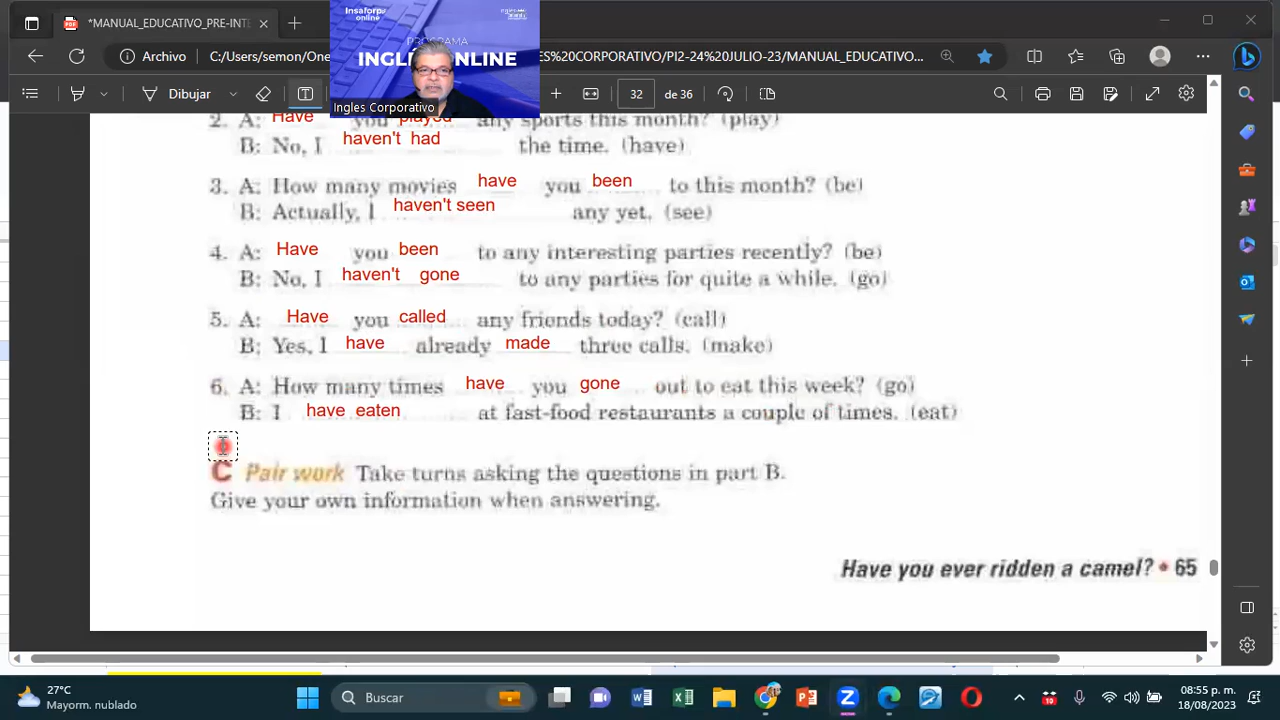 *MANUAL_EDUCATIVO_PRE-INTE
Insaforp online
PROGRAMA
INGLÉS ONLINE
Ingles Corporativo
Archivo C:/Users/semon/One ES CORPORATIVO/PI2-24 JULIO-23/MANUAL_EDUCATIVO...
Dibujar 32 de 36
2. A: Have you played any sports this month? (play)
B: No, I haven't had the time. (have)
3. A: How many movies have you been to this month? (be)
B: Actually, I haven't seen any yet. (see)
4. A: Have you been to any interesting parties recently? (be)
B: No, I haven't gone to any parties for quite a while. (go)
5. A: Have you called any friends today? (call)
B: Yes, I have already made three calls. (make)
6. A: How many times have you gone out to eat this week? (go)
B: I have eaten at fast-food restaurants a couple of times. (eat)
C Pair work Take turns asking the questions in part B.
Give your own information when answering.
Have you ever ridden a camel? • 65
27°C
Mayorm. nublado
Buscar
08:55 p. m.
18/08/2023